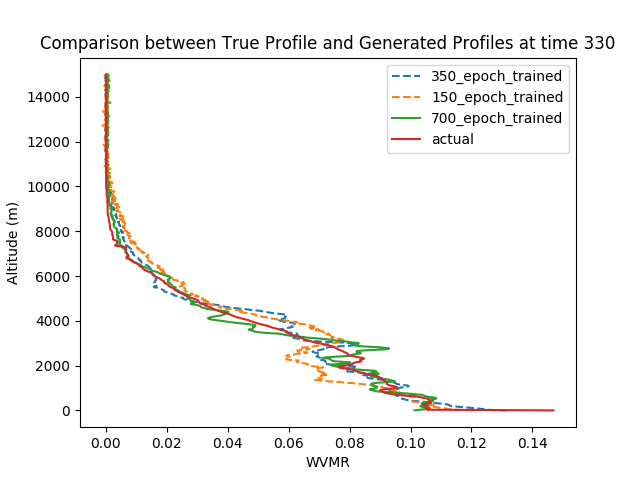 Comparison between True Profile and Generated Profiles at time 330
350_epoch_trained
150_epoch_trained
700_epoch_trained
actual
Altitude (m)
14000
12000
10000
8000
6000
4000
2000
0
0.00 0.02 0.04 0.06 0.08 0.10 0.12 0.14
WVMR